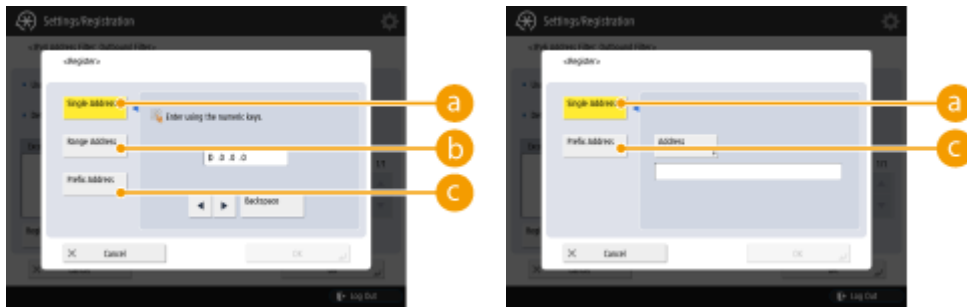 Settings/Registration
<Register>
Single Address
Enter using the numeric keys.
Range Address
0 .0 .0 .0
Prefix Address
Backspace
Cancel
OK
Log Out
a
b
c
Settings/Registration
<Register>
Single Address
Prefix Address
Address
Cancel
OK
Log Out
a
c